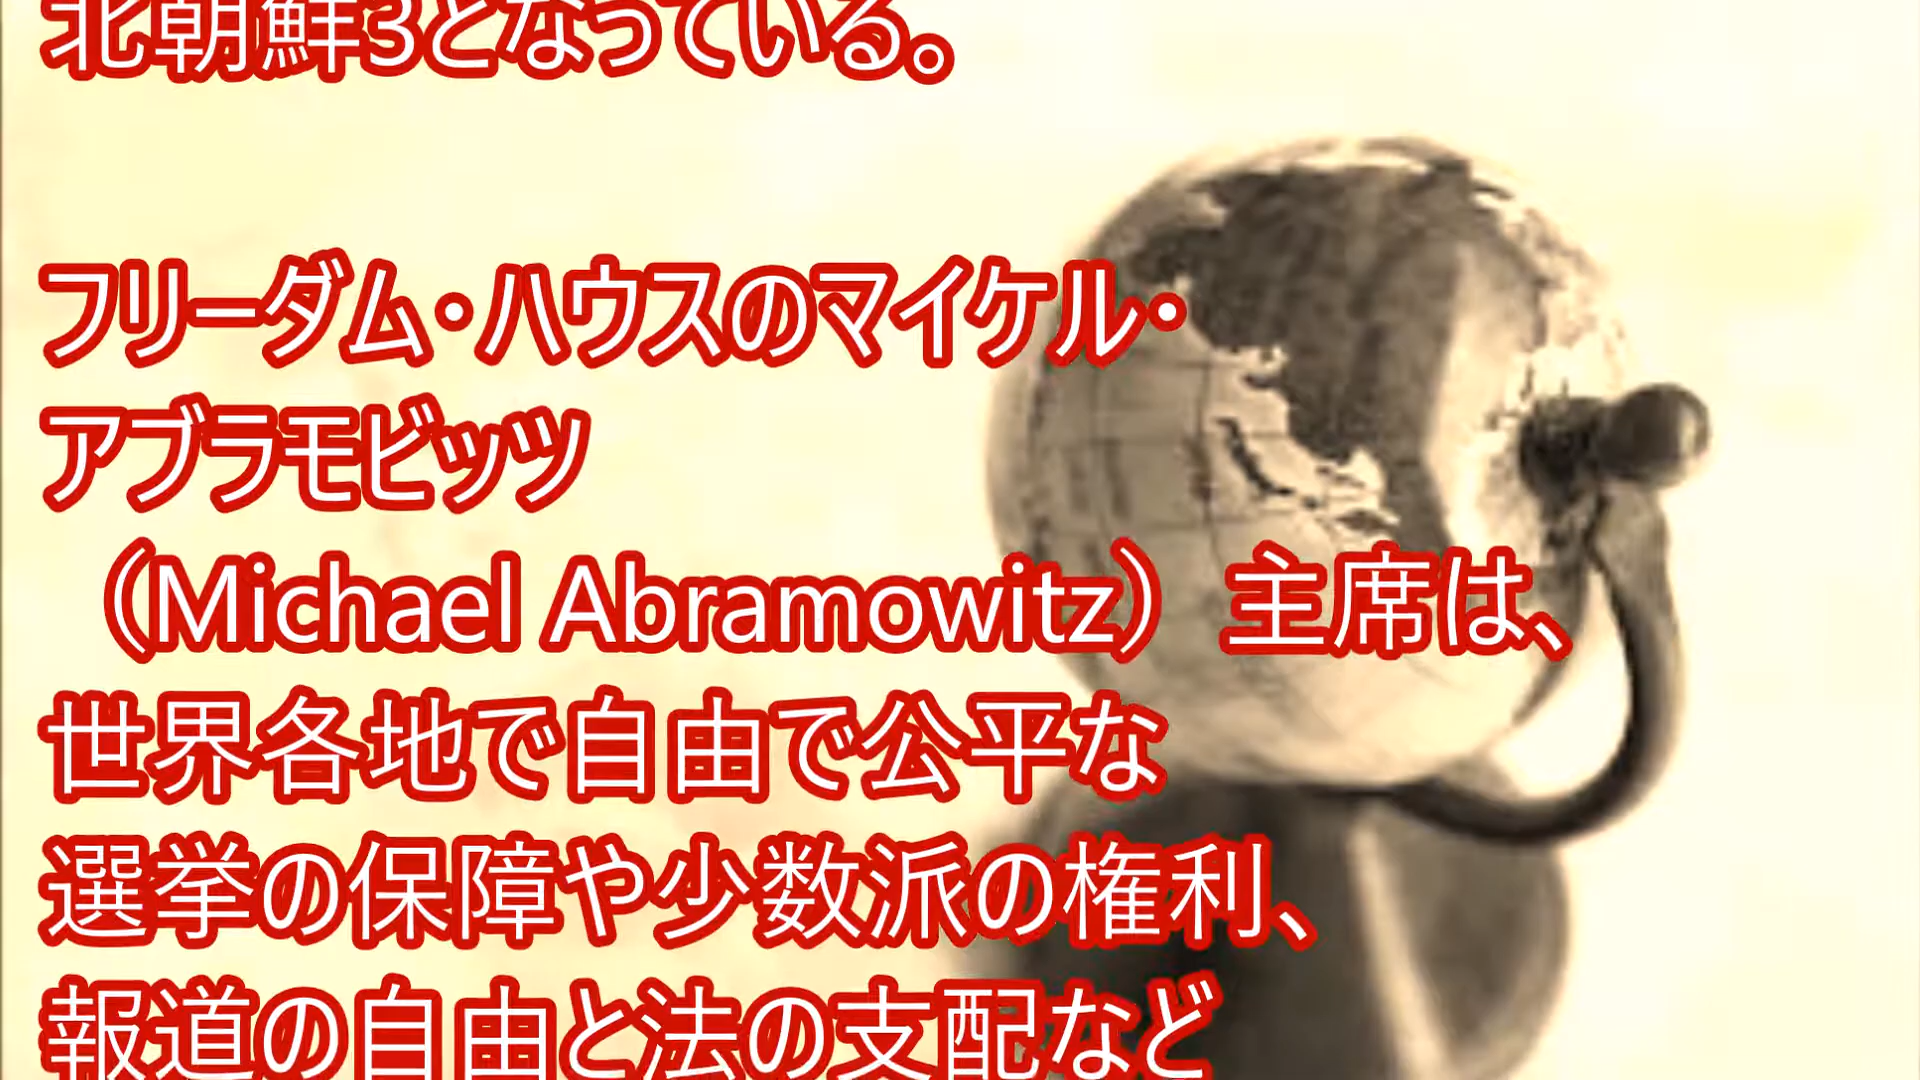 北朝鮮3となっている。
フリーダム・ハウスのマイケル・
アブラモビッツ
（Michael Abramowitz）主席は、
世界各地で自由で公平な
選挙の保障や少数派の権利、
報道の自由と法の支配など